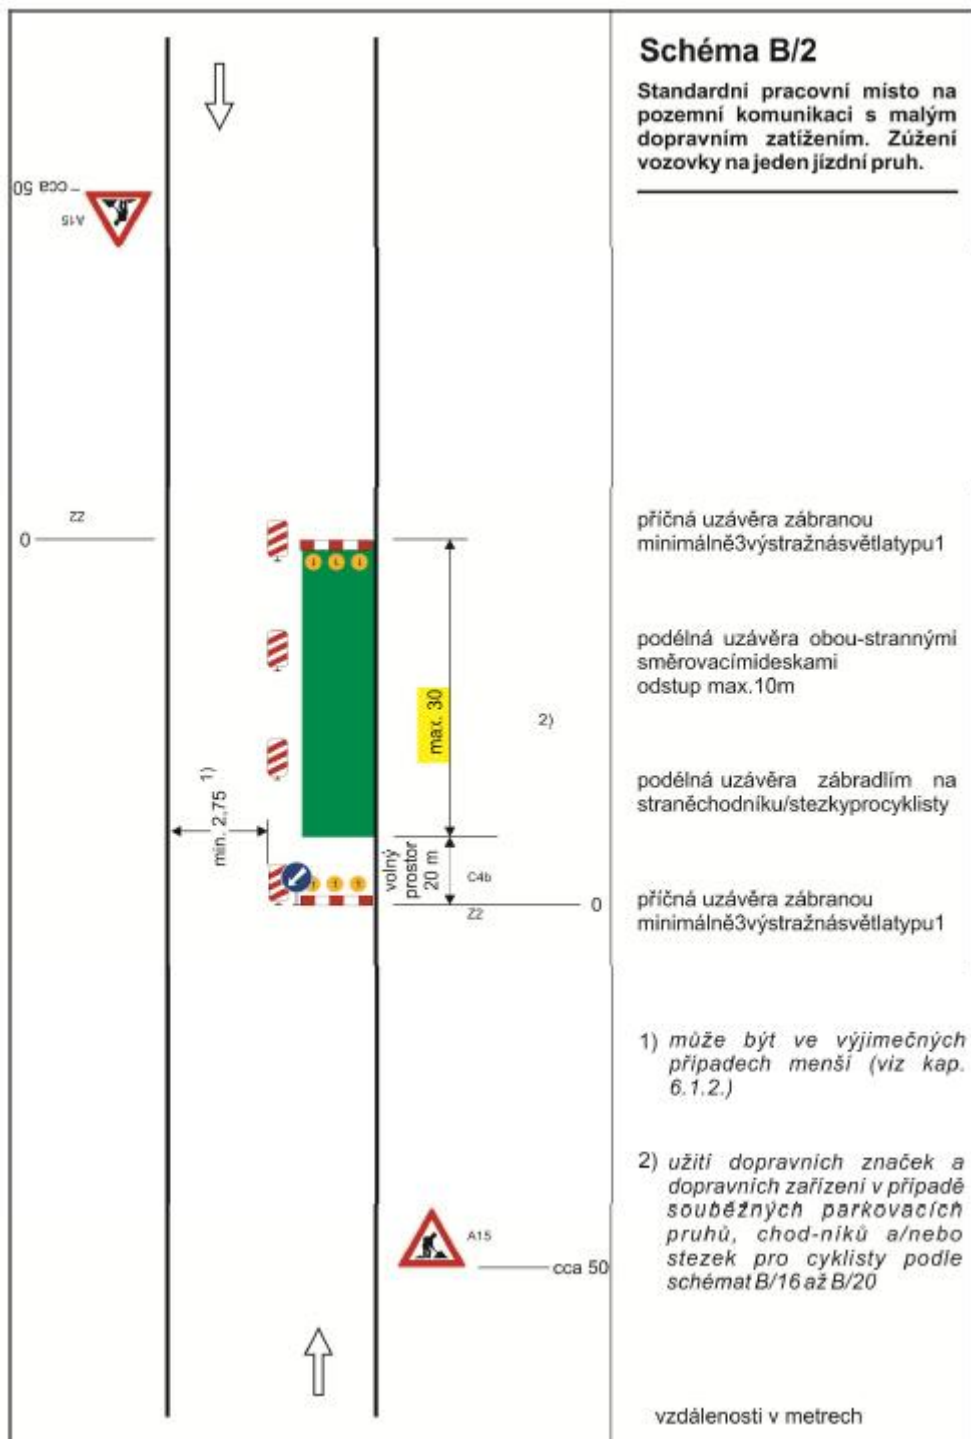 Schéma B/2
Standardní pracovní místo na
pozemní komunikaci s malým
dopravním zatížením. Zúžení
vozovky na jeden jízdní pruh.
cca 50
A15
Z2
0
příčná uzávěra zábranou
minimálně3výstražnásvětlatypu1
podélná uzávěra obou-strannými
směrovacímideskami
odstup max.10m
max. 30
2)
podélná uzávěra zábradlím na
straněchodníku/stezkyprocyklisty
min. 2,75 1)
volný
prostor
20 m
C4b
Z2
0
příčná uzávěra zábranou
minimálně3výstražnásvětlatypu1
1) může být ve výjimečných
případech menší (viz kap.
6.1.2.)
2) užití dopravních značek a
dopravních zařízení v případě
souběžných parkovacích
pruhů, chod-níků a/nebo
stezek pro cyklisty podle
schémat B/16 až B/20
A15
cca 50
vzdálenosti v metrech